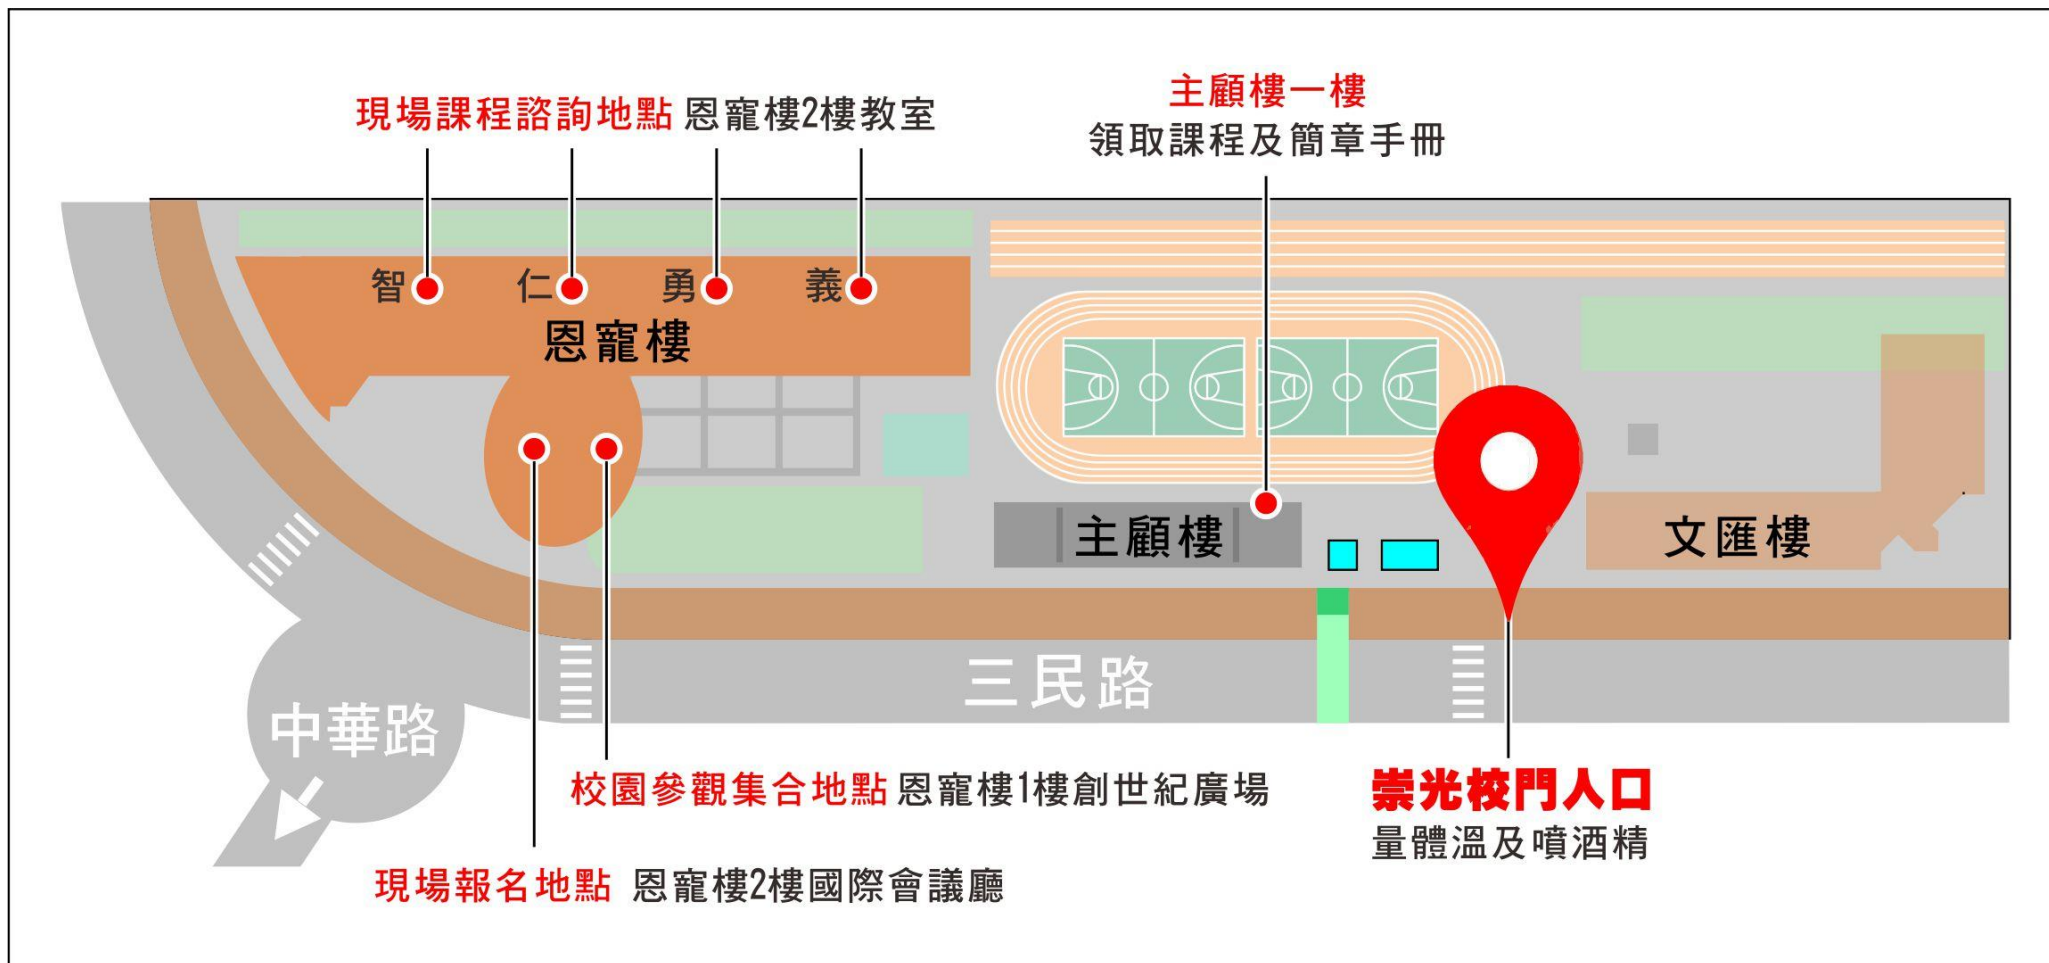 主顧樓一樓
領取課程及簡章手冊
現場課程諮詢地點 恩寵樓2樓教室
智 仁 勇 義
恩寵樓
主顧樓
文匯樓
三民路
中華路
校園參觀集合地點 恩寵樓1樓創世紀廣場
崇光校門入口
量體溫及噴酒精
現場報名地點 恩寵樓2樓國際會議廳